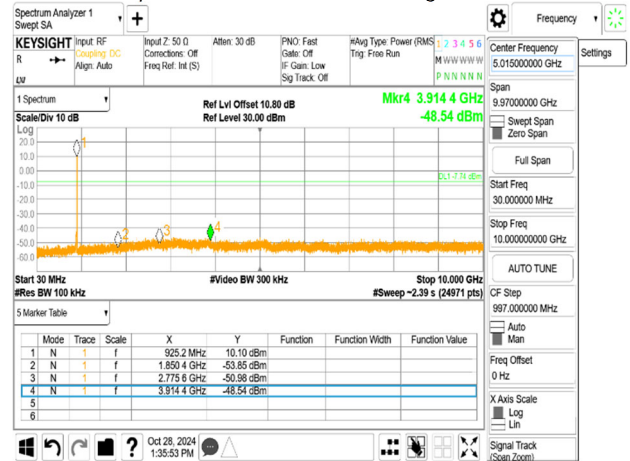 Spectrum Analyzer 1
Swept SA
+
Frequency
KEYSIGHT
R
Input: RF
Coupling: DC
Align: Auto
Input Z: 50 Ω
Corrections: Off
Freq Ref: Int (S)
Atten: 30 dB
PNO: Fast
Gate: Off
IF Gain: Low
Sig Track: Off
#Avg Type: Power (RMS
Trig: Free Run
1 2 3 4 5 6
M W W W W W
P N N N N N
Settings
Center Frequency
5.015000000 GHz
Span
9.97000000 GHz
Swept Span
Zero Span
Full Span
Start Freq
30.000000 MHz
Stop Freq
10.000000000 GHz
AUTO TUNE
CF Step
997.000000 MHz
Auto
Man
Freq Offset
0 Hz
X Axis Scale
Log
Lin
Signal Track
(Span Zoom)
1 Spectrum
Scale/Div 10 dB
Ref Lvl Offset 10.80 dB
Ref Level 30.00 dBm
Mkr4 3.914 4 GHz
-48.54 dBm
Log
20.0
10.0
0.00
-10.0
-20.0
-30.0
-40.0
-50.0
-60.0
DL1 -7.74 dBm
1
2
3
4
Start 30 MHz
#Video BW 300 kHz
Stop 10.000 GHz
#Res BW 100 kHz
#Sweep ~2.39 s (24971 pts)
5 Marker Table
Mode Trace Scale X Y Function Function Width Function Value
1 N 1 f 925.2 MHz 10.10 dBm
2 N 1 f 1.850 4 GHz -53.85 dBm
3 N 1 f 2.775 6 GHz -50.98 dBm
4 N 1 f 3.914 4 GHz -48.54 dBm
5
6
?
Oct 28, 2024
1:35:53 PM